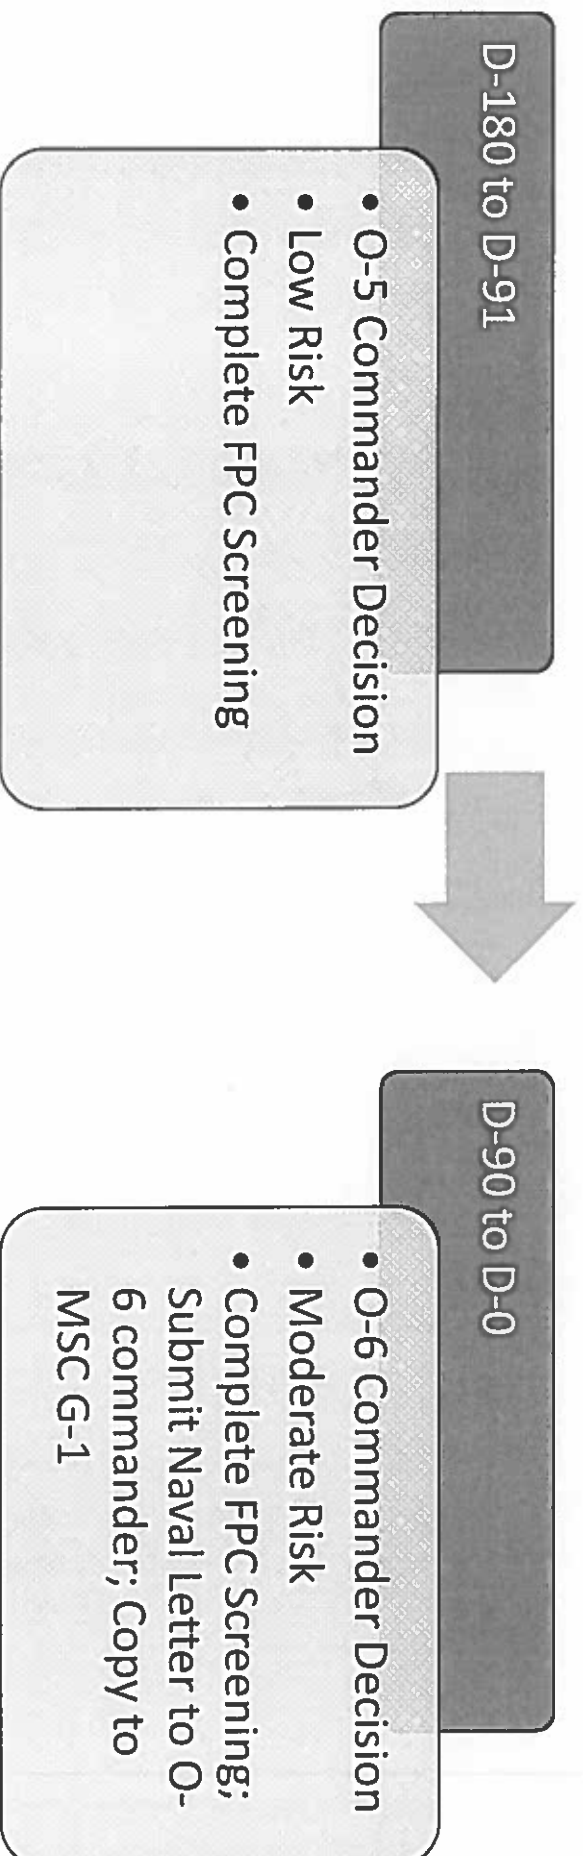 D-180 to D-91
• O-5 Commander Decision
• Low Risk
• Complete FPC Screening
D-90 to D-0
• O-6 Commander Decision
• Moderate Risk
• Complete FPC Screening;
Submit Naval Letter to O-
6 commander; Copy to
MSC G-1